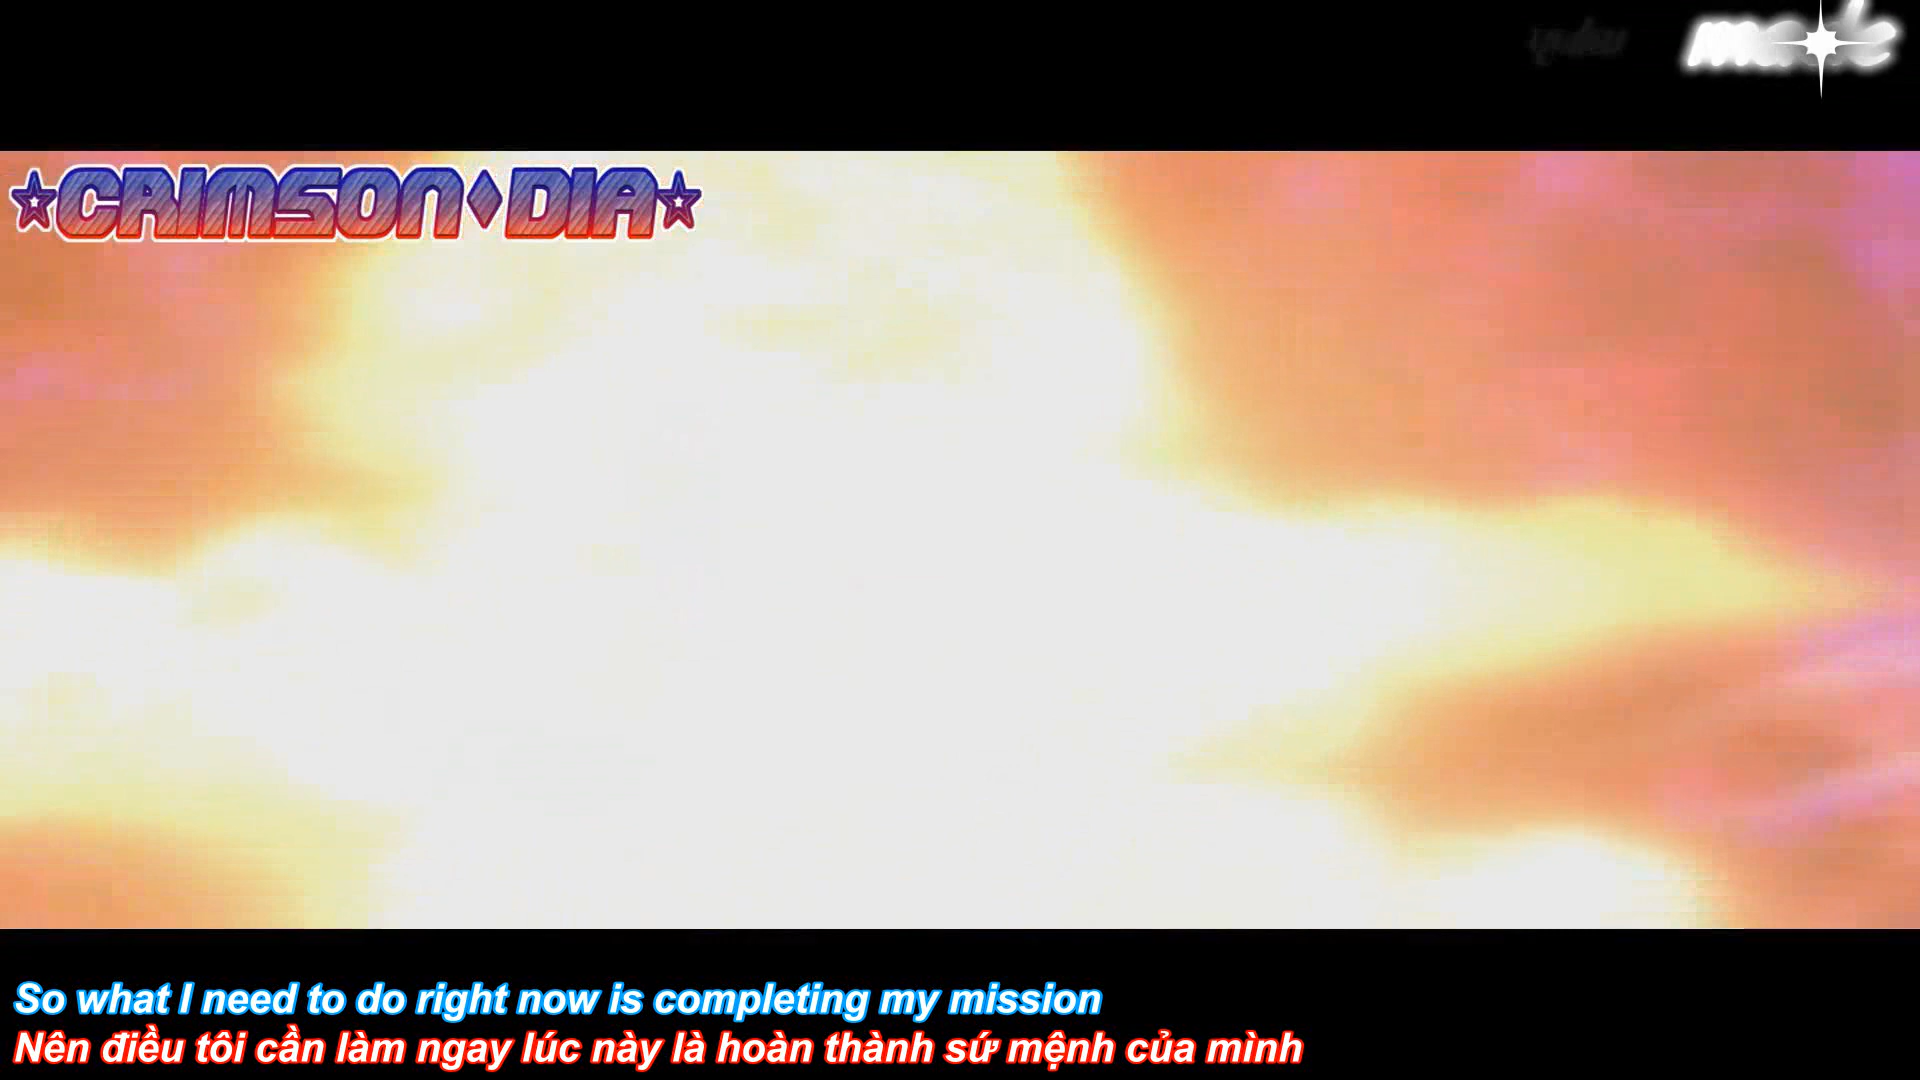 ☆CRIMSON♦DIA☆
So what I need to do right now is completing my mission
Nên điều tôi cần làm ngay lúc này là hoàn thành sứ mệnh của mình